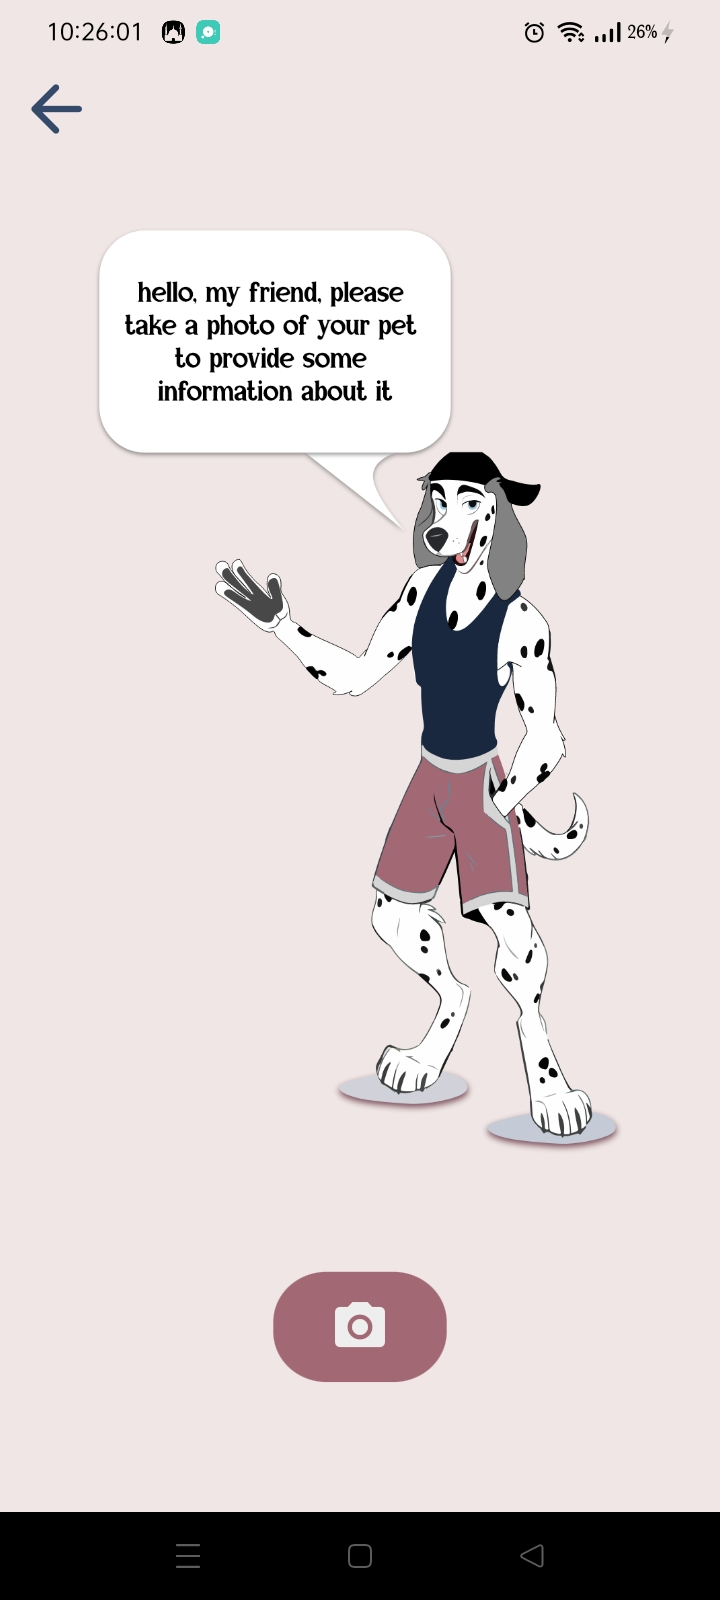 10:26:01 26%
hello, my friend, please
take a photo of your pet
to provide some
information about it